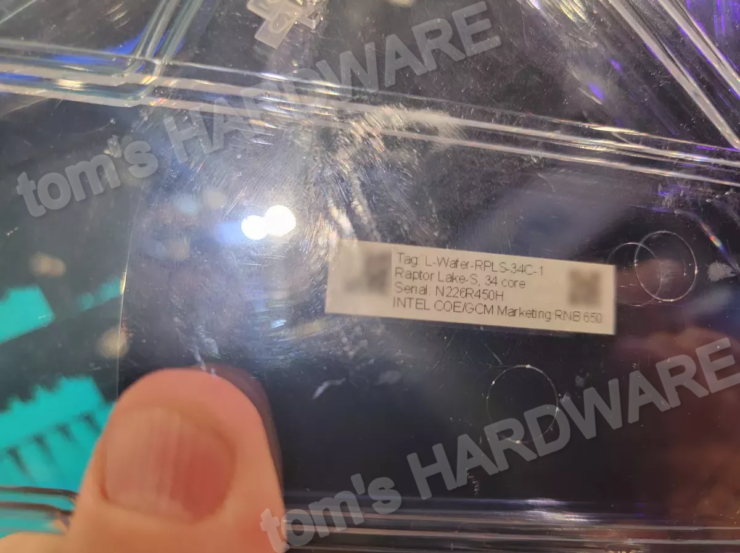 tom's HARDWARE
Tag: L-Wafer-RPLS-34C-1
Raptor Lake-S, 34 core
Serial: N226R450H
INTEL COE/GCM Marketing RNB 650
tom's HARDWARE